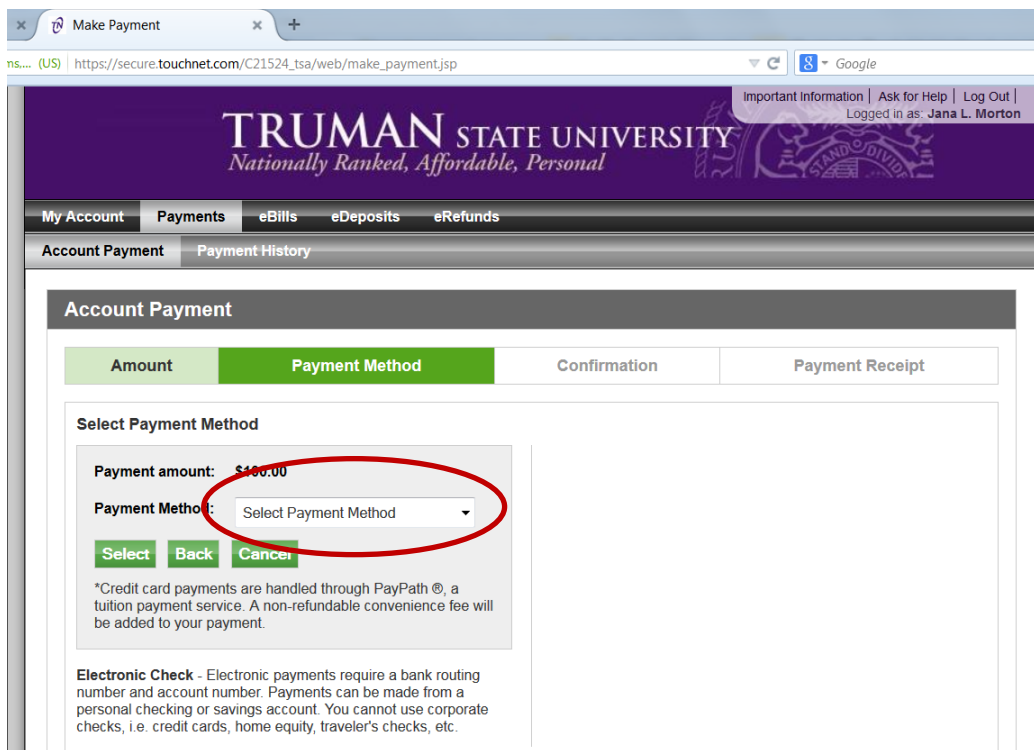 Make Payment
ms.... (US) https://secure.touchnet.com/C21524_tsa/web/make_payment.jsp Google
Important Information | Ask for Help | Log Out |
Logged in as: Jana L. Morton
TRUMAN STATE UNIVERSITY
Nationally Ranked, Affordable, Personal
STAND DIVIDE
My Account Payments eBills eDeposits eRefunds
Account Payment Payment History
Account Payment
Amount Payment Method Confirmation Payment Receipt
Select Payment Method
Payment amount: $100.00
Payment Method: Select Payment Method
Select Back Cancel
*Credit card payments are handled through PayPath ®, a
tuition payment service. A non-refundable convenience fee will
be added to your payment.
Electronic Check - Electronic payments require a bank routing
number and account number. Payments can be made from a
personal checking or savings account. You cannot use corporate
checks, i.e. credit cards, home equity, traveler's checks, etc.